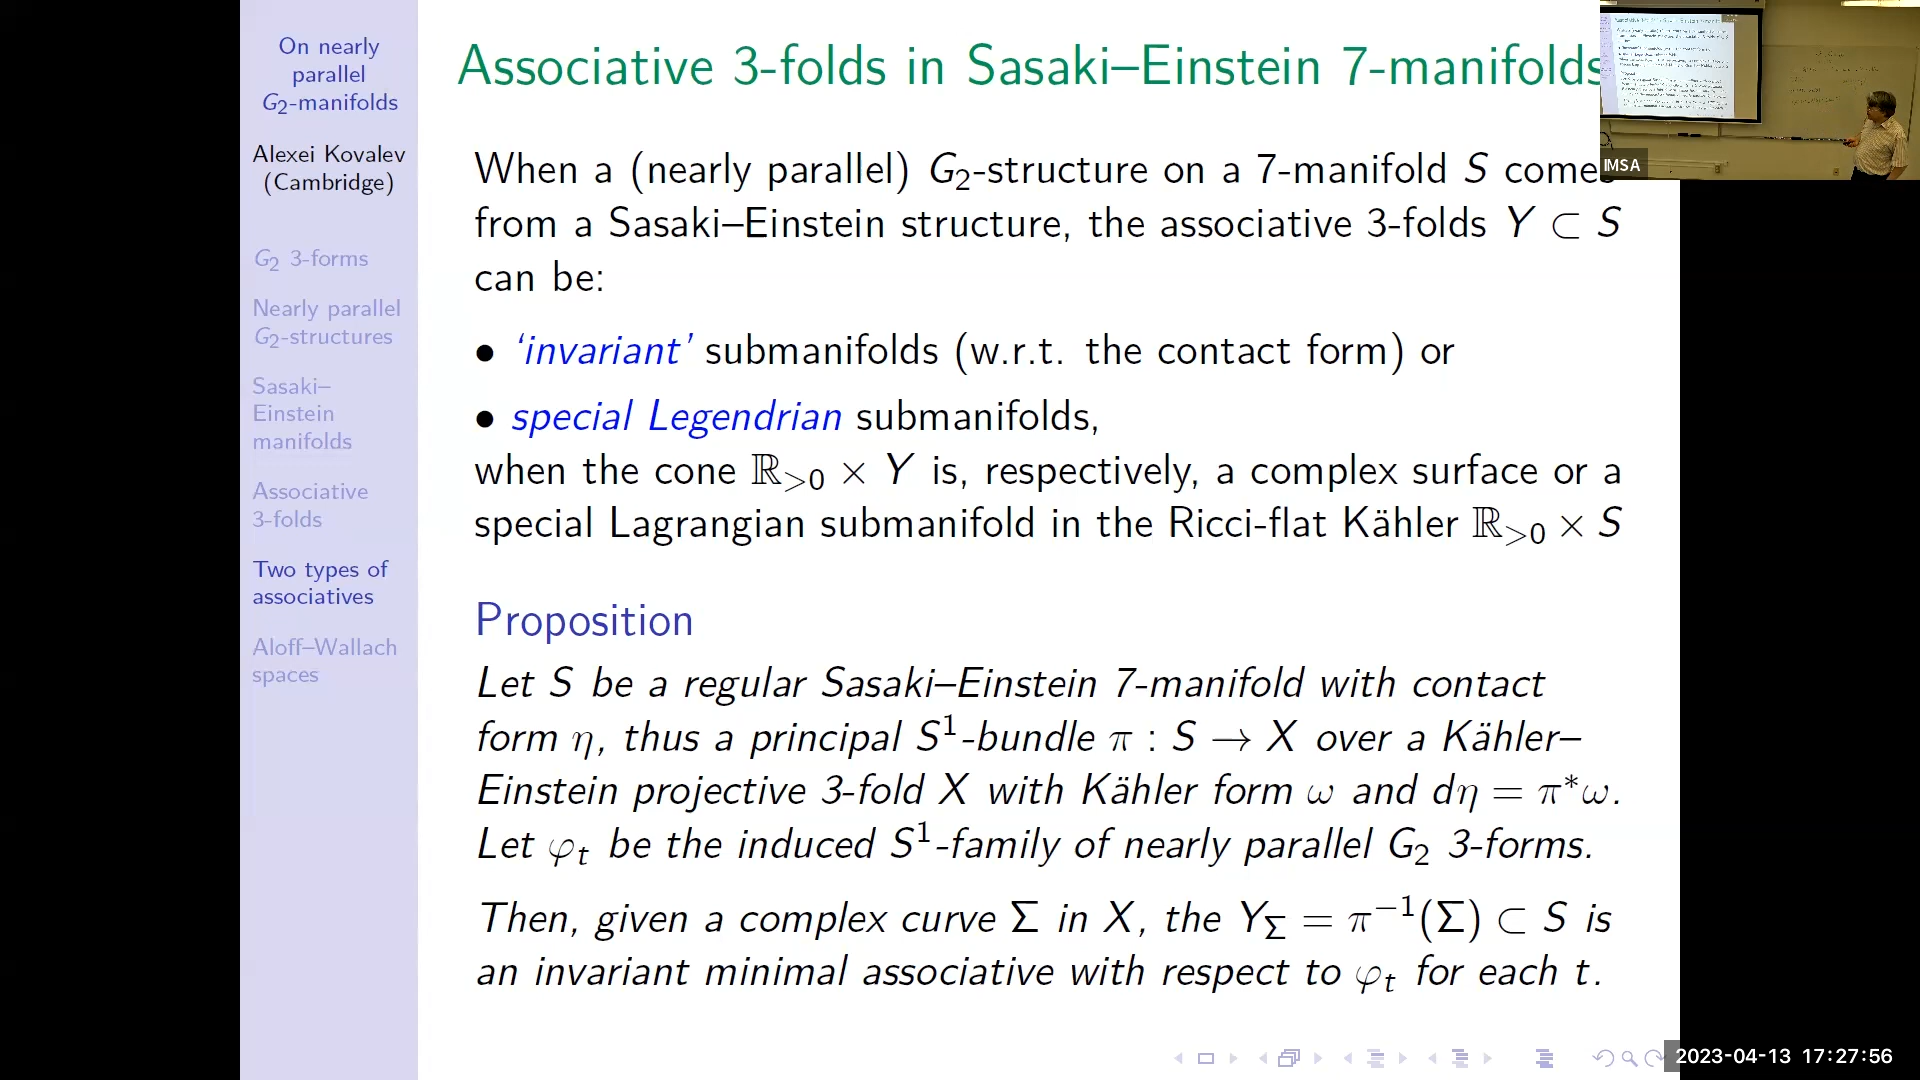 On nearly
parallel
G₂-manifolds
Alexei Kovalev
(Cambridge)
G₂ 3-forms
Nearly parallel
G₂-structures
Sasaki–
Einstein
manifolds
Associative
3-folds
Two types of
associatives
Aloff–Wallach
spaces
Associative 3-folds in Sasaki–Einstein 7-manifolds
When a (nearly parallel) G₂-structure on a 7-manifold S comes
from a Sasaki–Einstein structure, the associative 3-folds Y ⊂ S
can be:
• ‘invariant’ submanifolds (w.r.t. the contact form) or
• special Legendrian submanifolds,
when the cone ℝ>0 × Y is, respectively, a complex surface or a
special Lagrangian submanifold in the Ricci-flat Kähler ℝ>0 × S
Proposition
Let S be a regular Sasaki–Einstein 7-manifold with contact
form η, thus a principal S¹-bundle π : S → X over a Kähler–
Einstein projective 3-fold X with Kähler form ω and dη = π*ω.
Let φₜ be the induced S¹-family of nearly parallel G₂ 3-forms.
Then, given a complex curve Σ in X, the Y_Σ = π⁻¹(Σ) ⊂ S is
an invariant minimal associative with respect to φₜ for each t.
IMSA
2023-04-13 17:27:56